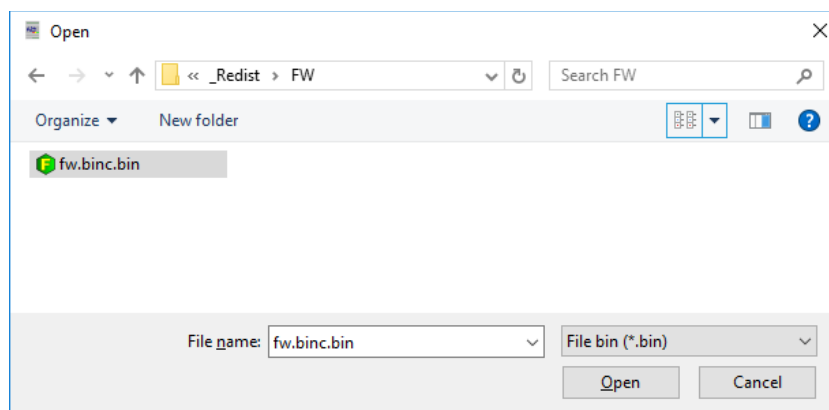 Open
« _Redist > FW
Search FW
Organize
New folder
fw.binc.bin
File name: fw.binc.bin
File bin (*.bin)
Open
Cancel